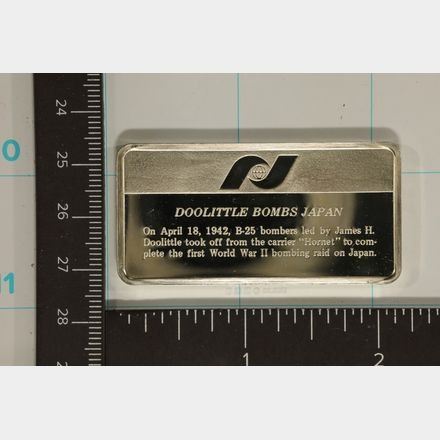 24
25
26
27
28
0
1
DOOLITTLE BOMBS JAPAN
On April 18, 1942, B-25 bombers led by James H.
Doolittle took off from the carrier "Hornet" to com-
plete the first World War II bombing raid on Japan.
1
2